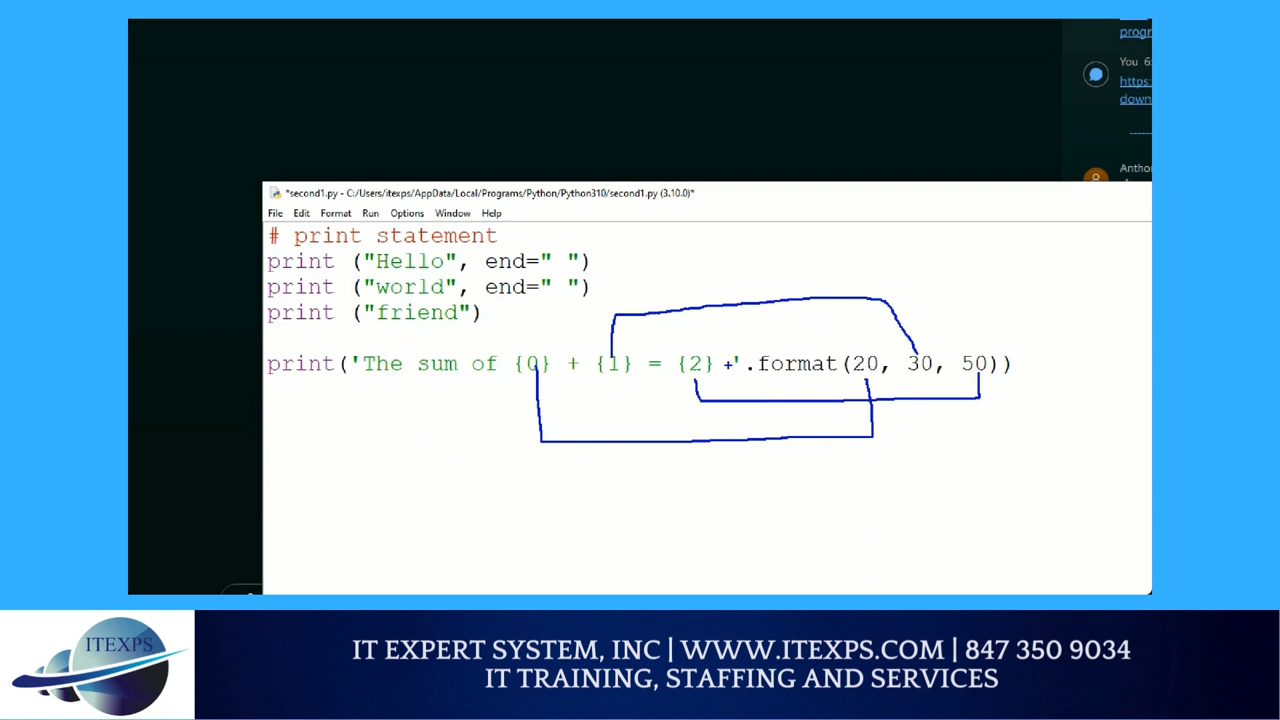 progr
You 6:
https:
down
Anthor
*second1.py - C:/Users/itexps/AppData/Local/Programs/Python/Python310/second1.py (3.10.0)*
File Edit Format Run Options Window Help
# print statement
print ("Hello", end=" ")
print ("world", end=" ")
print ("friend")
print('The sum of {0} + {1} = {2} '.format(20, 30, 50))
ITEXPS
IT EXPERT SYSTEM, INC | WWW.ITEXPS.COM | 847 350 9034
IT TRAINING, STAFFING AND SERVICES